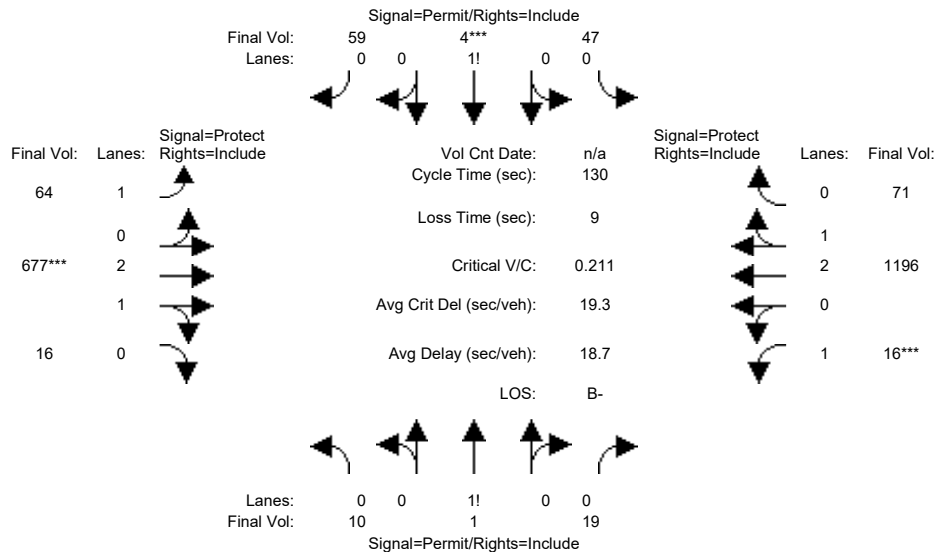 Signal=Permit/Rights=Include
Final Vol: 59 4*** 47
Lanes: 0 0 1! 0 0
Signal=Protect Signal=Protect
Final Vol: Lanes: Rights=Include Vol Cnt Date: n/a Rights=Include Lanes: Final Vol:
Cycle Time (sec): 130
64 1 0 71
Loss Time (sec): 9
0 1
677*** 2 Critical V/C: 0.211 2 1196
1 Avg Crit Del (sec/veh): 19.3 0
16 0 Avg Delay (sec/veh): 18.7 1 16***
LOS: B-
Lanes: 0 0 1! 0 0
Final Vol: 10 1 19
Signal=Permit/Rights=Include